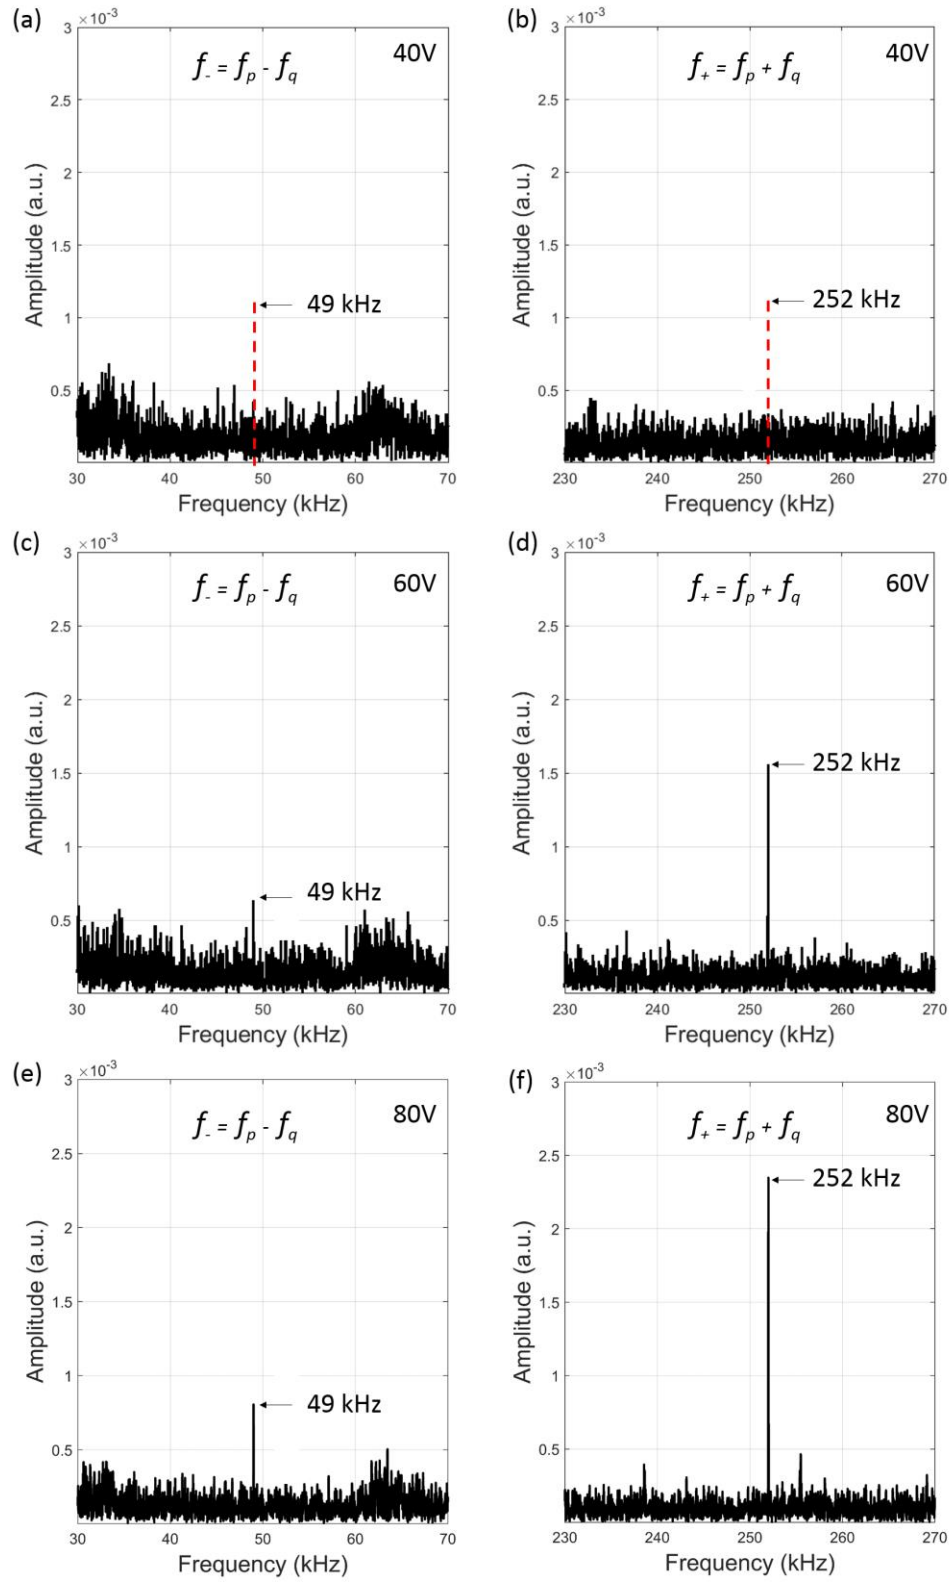 (a)
×10⁻³
40V
f₋ = fₚ - f_q
3
2.5
2
1.5
1
0.5
Amplitude (a.u.)
49 kHz
30 40 50 60 70
Frequency (kHz)
(b)
×10⁻³
40V
f₊ = fₚ + f_q
3
2.5
2
1.5
1
0.5
Amplitude (a.u.)
252 kHz
230 240 250 260 270
Frequency (kHz)
(c)
×10⁻³
60V
f₋ = fₚ - f_q
3
2.5
2
1.5
1
0.5
Amplitude (a.u.)
49 kHz
30 40 50 60 70
Frequency (kHz)
(d)
×10⁻³
60V
f₊ = fₚ + f_q
3
2.5
2
1.5
1
0.5
Amplitude (a.u.)
252 kHz
230 240 250 260 270
Frequency (kHz)
(e)
×10⁻³
80V
f₋ = fₚ - f_q
3
2.5
2
1.5
1
0.5
Amplitude (a.u.)
49 kHz
30 40 50 60 70
Frequency (kHz)
(f)
×10⁻³
80V
f₊ = fₚ + f_q
3
2.5
2
1.5
1
0.5
Amplitude (a.u.)
252 kHz
230 240 250 260 270
Frequency (kHz)